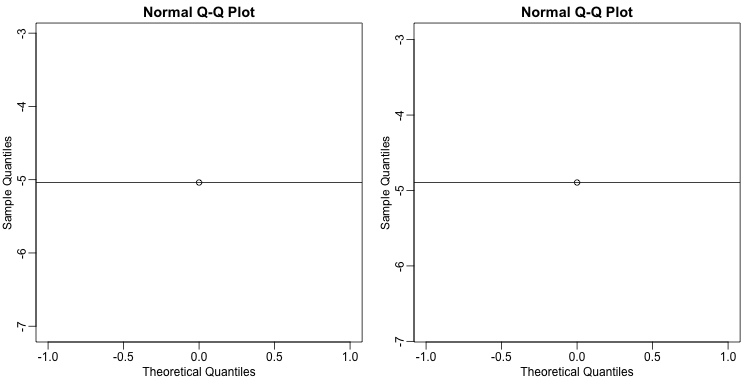 Normal Q-Q Plot
Sample Quantiles
-3
-4
-5
-6
-7
-1.0 -0.5 0.0 0.5 1.0
Theoretical Quantiles
Normal Q-Q Plot
Sample Quantiles
-3
-4
-5
-6
-7
-1.0 -0.5 0.0 0.5 1.0
Theoretical Quantiles